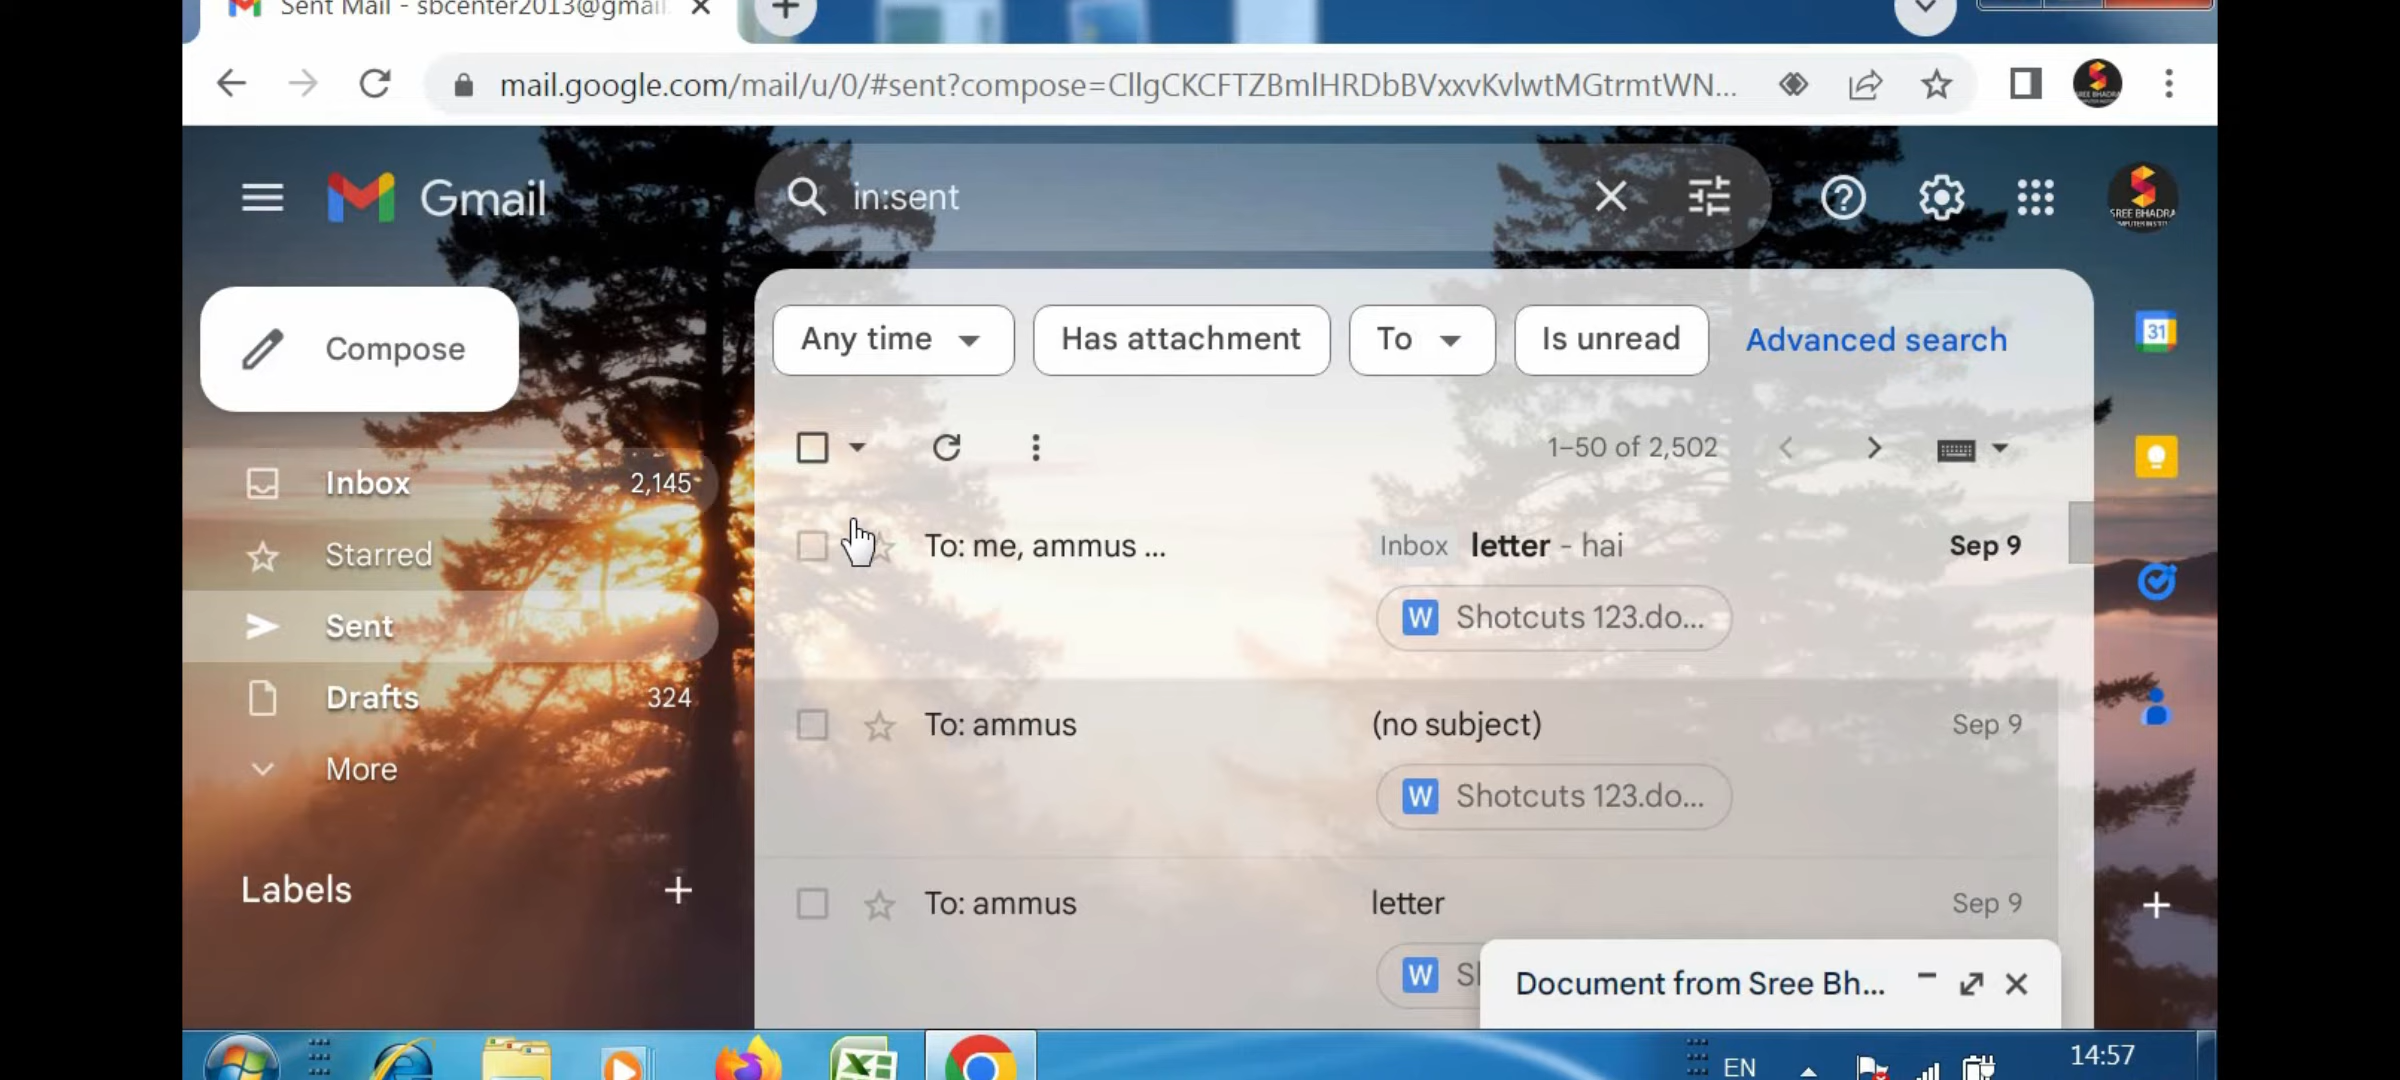 Sent Mail - sbcenter2013@gmail
mail.google.com/mail/u/0/#sent?compose=CllgCKCFTZBmlHRDbBVxxvKvlwtMGtrmtWN...
Gmail
in:sent
SREE BHADRA
Compose
Any time
Has attachment
To
Is unread
Advanced search
31
1–50 of 2,502
Inbox 2,145
Starred
Sent
Drafts 324
More
Labels
To: me, ammus ... Inbox letter - hai Sep 9
W Shotcuts 123.do...
To: ammus (no subject) Sep 9
W Shotcuts 123.do...
To: ammus letter Sep 9
W
Document from Sree Bh...
EN
14:57